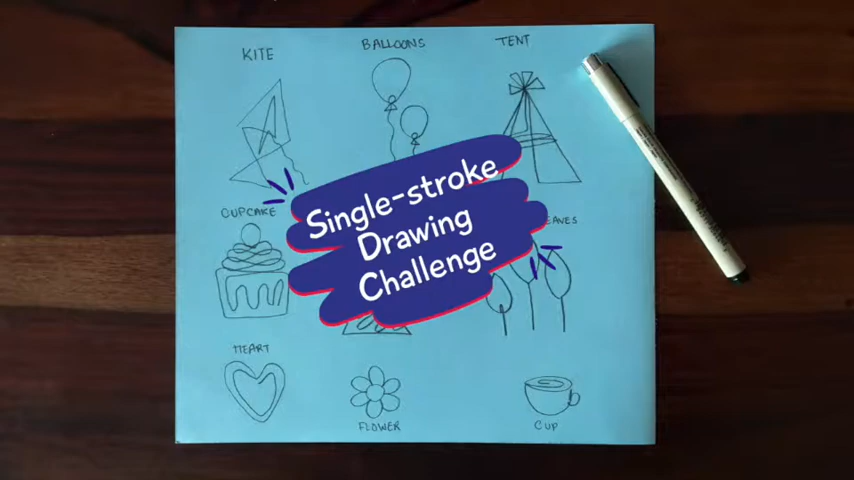 KITE
BALLOONS
TENT
CUPCAKE
Single-stroke
Drawing
Challenge
HEART
FLOWER
CUP